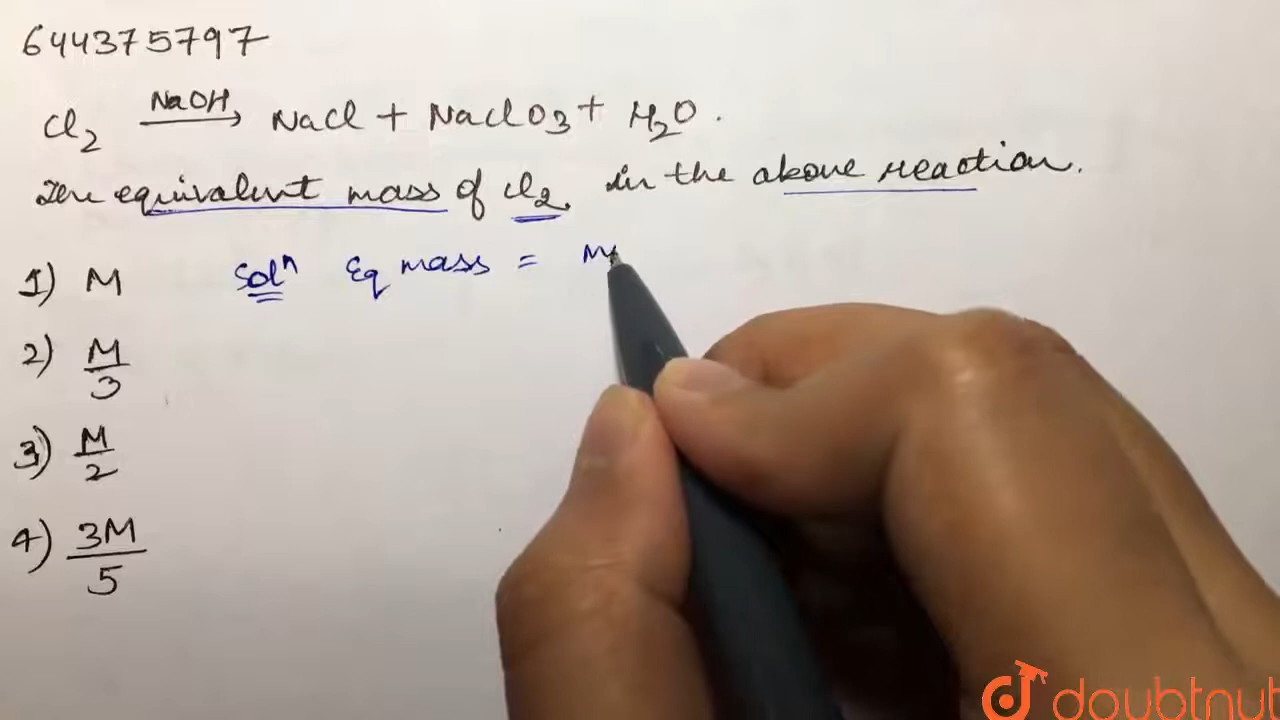 644375797
Cl2 NaOH → NaCl + NaClO3 + H2O.
The equivalent mass of Cl2 in the above reaction.
1) M
Solⁿ Eq mass = M
2) M/3
3) M/2
4) 3M/5
doubtnut